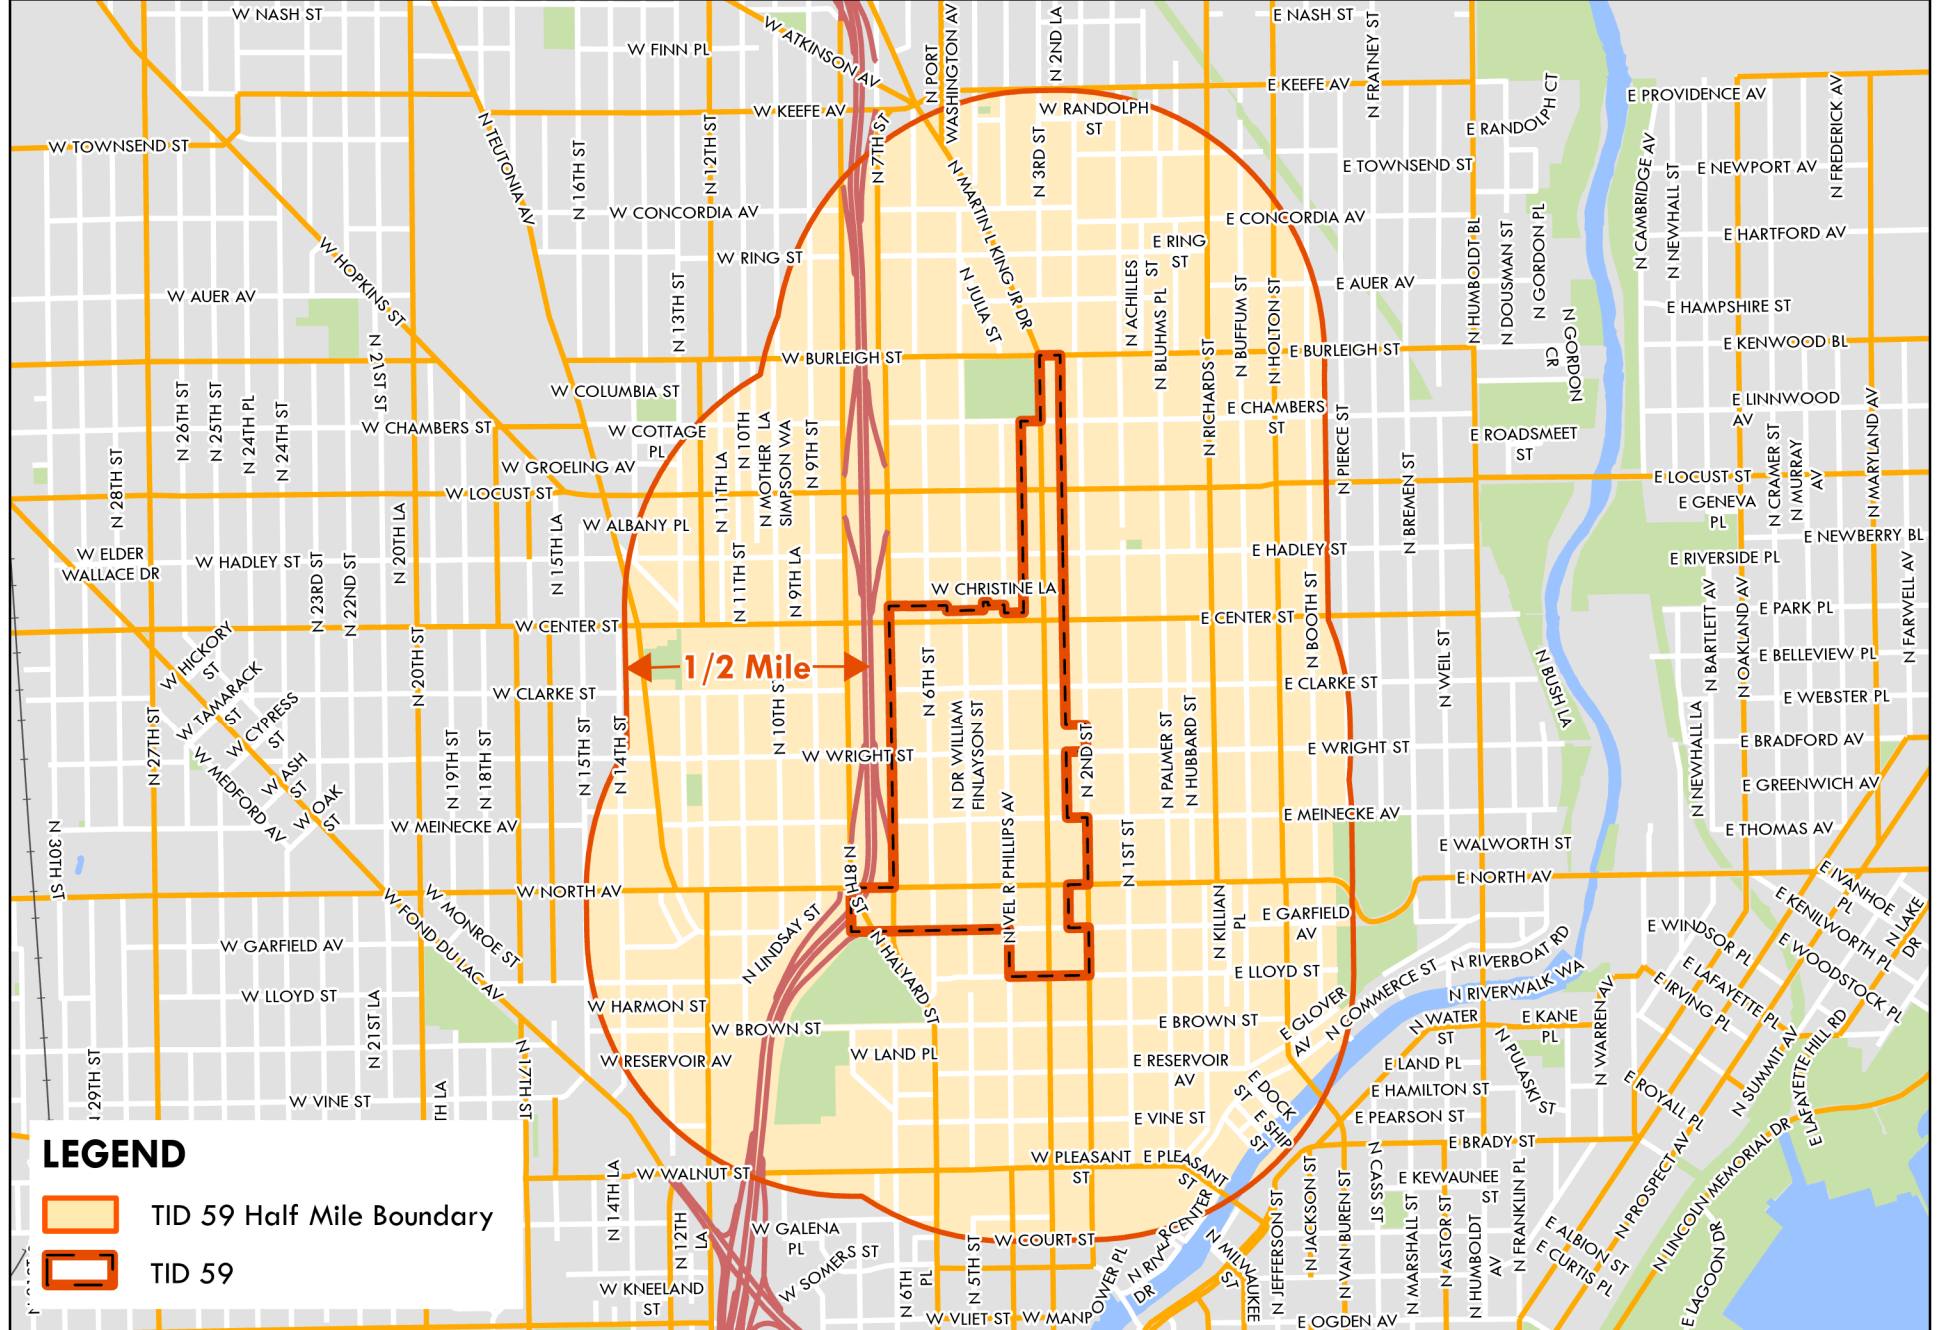 W NASH ST
E NASH ST
W FINN PL
W ATKINSON AV
N PORT
WASHINGTON AV
N 2ND LA
N FRATNEY ST
W KEEFE AV
E KEEFE AV
W RANDOLPH
ST
E PROVIDENCE AV
E RANDOLPH CT
N FREDERICK AV
W TOWNSEND ST
N TEUTONIA AV
N 16TH ST
N 12TH ST
N 7TH ST
N 3RD ST
E TOWNSEND ST
N CAMBRIDGE AV
N NEWHALL ST
E NEWPORT AV
W CONCORDIA AV
N MARTIN L KING JR DR
E CONCORDIA AV
N HUMBOLDT BL
N DOUSMAN ST
N GORDON PL
E HARTFORD AV
W HOPKINS ST
W RING ST
E RING
ST
W AUER AV
N 13TH ST
N JULIA ST
N ACHILLES
ST
N BLUHMS PL
N BUFFUM ST
N HOLTON ST
E AUER AV
E HAMPSHIRE ST
N GORDON
CR
N 21ST ST
W BURLEIGH ST
N RICHARDS ST
E BURLEIGH ST
E KENWOOD BL
W COLUMBIA ST
N 26TH ST
N 25TH ST
N 24TH PL
N 24TH ST
W CHAMBERS ST
W COTTAGE
PL
N 10TH
N MOTHER LA
SIMPSON WA
N 9TH ST
E CHAMBERS
ST
N PIERCE ST
E LINNWOOD
AV
E ROADSMEET
ST
N CRAMER ST
N MURRAY
AV
N MARYLAND AV
W GROELING AV
N 28TH ST
W LOCUST ST
N 11TH LA
N BREMEN ST
E LOCUST ST
E GENEVA
PL
N 20TH LA
N 15TH LA
W ALBANY PL
E NEWBERRY BL
W ELDER
WALLACE DR
W HADLEY ST
N 23RD ST
N 22ND ST
N 11TH ST
N 9TH LA
E HADLEY ST
E RIVERSIDE PL
W CHRISTINE LA
N BOOTH ST
N BARTLETT AV
N OAKLAND AV
E PARK PL
N FARWELL AV
W CENTER ST
E CENTER ST
W HICKORY
ST
N 20TH ST
1/2 Mile
N 6TH ST
N WEIL ST
N BUSH LA
E BELLEVIEW PL
W TAMARACK
ST
W CLARKE ST
E CLARKE ST
E WEBSTER PL
W CYPRESS
ST
N 27TH ST
N 19TH ST
N 18TH ST
N 15TH ST
N 14TH ST
N 10TH ST
N DR WILLIAM
FINLAYSON ST
N 2ND ST
N PALMER ST
N HUBBARD ST
N NEWHALL LA
W WRIGHT ST
E WRIGHT ST
E BRADFORD AV
W MEDFORD AV
W ASH
ST
E GREENWICH AV
W OAK
ST
N VEL R PHILLIPS AV
W MEINECKE AV
E MEINECKE AV
E THOMAS AV
N 30TH ST
N 8TH ST
N 1ST ST
E WALWORTH ST
W NORTH AV
E NORTH AV
W FOND DU LAC AV
W MONROE ST
N LINDSAY ST
N KILLIAN
PL
E GARFIELD
AV
E IVANHOE
PL
E KENILWORTH PL
N LAKE
DR
W GARFIELD AV
N HALYARD ST
E WINDSOR PL
E WOODSTOCK PL
N RIVERBOAT RD
E LLOYD ST
N COMMERCE ST
E LAFAYETTE PL
E IRVING PL
W LLOYD ST
W HARMON ST
E GLOVER
AV
N RIVERWALK WA
N 21ST LA
W BROWN ST
E BROWN ST
N WATER
ST
E KANE
PL
N WARREN AV
N 29TH ST
N 17TH ST
W RESERVOIR AV
W LAND PL
E RESERVOIR
AV
E LAND PL
N PULASKI ST
N SUMMIT AV
E LAFAYETTE HILL RD
W VINE ST
TH LA
E DOCK
ST
E HAMILTON ST
E ROYALL PL
E VINE ST
E SHIP
ST
E PEARSON ST
E BRADY ST
LEGEND
TID 59 Half Mile Boundary
TID 59
N 14TH LA
W WALNUT ST
W PLEASANT
ST
E PLEASANT
ST
N CASS ST
E KEWAUNEE
ST
N PROSPECT AV
N LINCOLN MEMORIAL DR
N 12TH
LA
W GALENA
PL
W SOMERS ST
W COURT ST
N RIVERCENTER
DR
N JEFFERSON ST
N JACKSON ST
N VAN BUREN ST
N MARSHALL ST
N ASTOR ST
N HUMBOLDT
AV
N FRANKLIN PL
E ALBION ST
E CURTIS PL
E LAGOON DR
W KNEELAND
ST
N 6TH
PL
N 5TH ST
OWER PL
N MILWAUKEE
ST
W VLIET ST
W MANP
E OGDEN AV